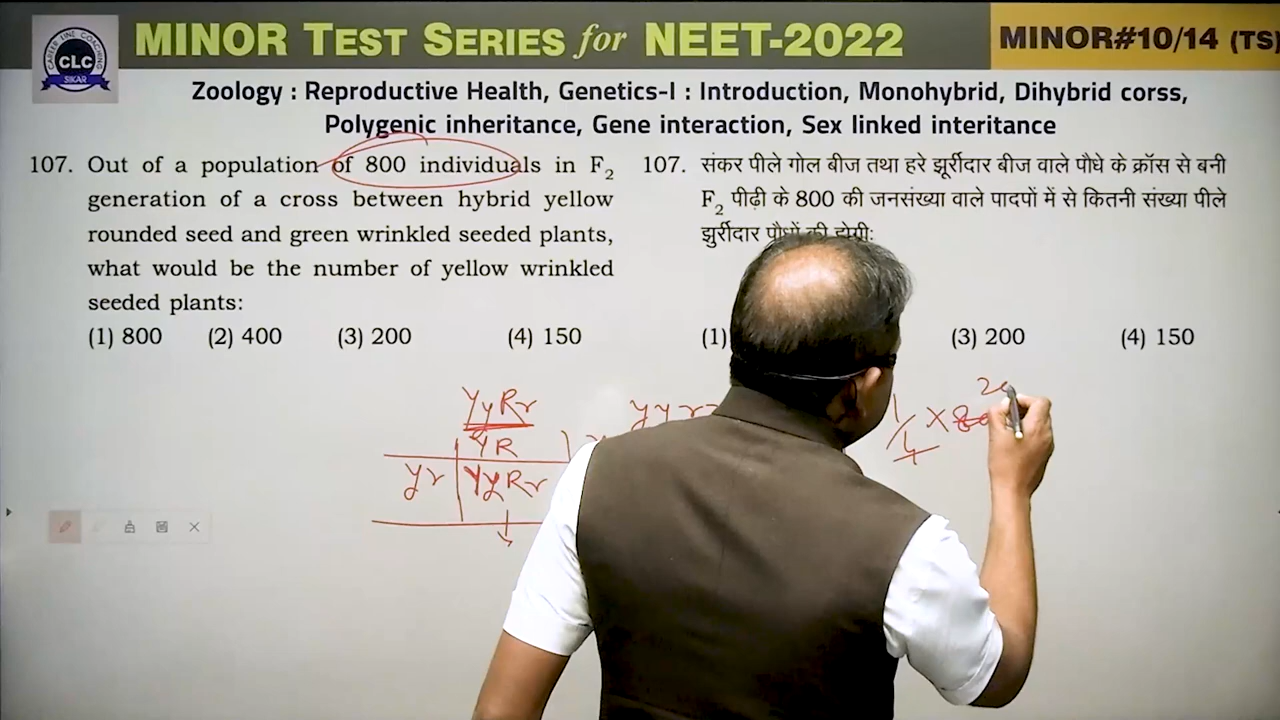 CAREER LINE COACHING
CLC
SIKAR
MINOR TEST SERIES for NEET-2022
MINOR#10/14 (TS)
Zoology : Reproductive Health, Genetics-I : Introduction, Monohybrid, Dihybrid corss,
Polygenic inheritance, Gene interaction, Sex linked interitance
107. Out of a population of 800 individuals in F2
generation of a cross between hybrid yellow
rounded seed and green wrinkled seeded plants,
what would be the number of yellow wrinkled
seeded plants:
(1) 800 (2) 400 (3) 200 (4) 150
107. संकर पीले गोल बीज तथा हरे झूर्रीदार बीज वाले पौधे के क्रॉस से बनी
F2 पीढ़ी के 800 की जनसंख्या वाले पादपों में से कितनी संख्या पीले
झुर्रीदार पौधों की होगी:
(1) (3) 200 (4) 150
YyRr
YR
yr YyRr
yyr
1/4 ×